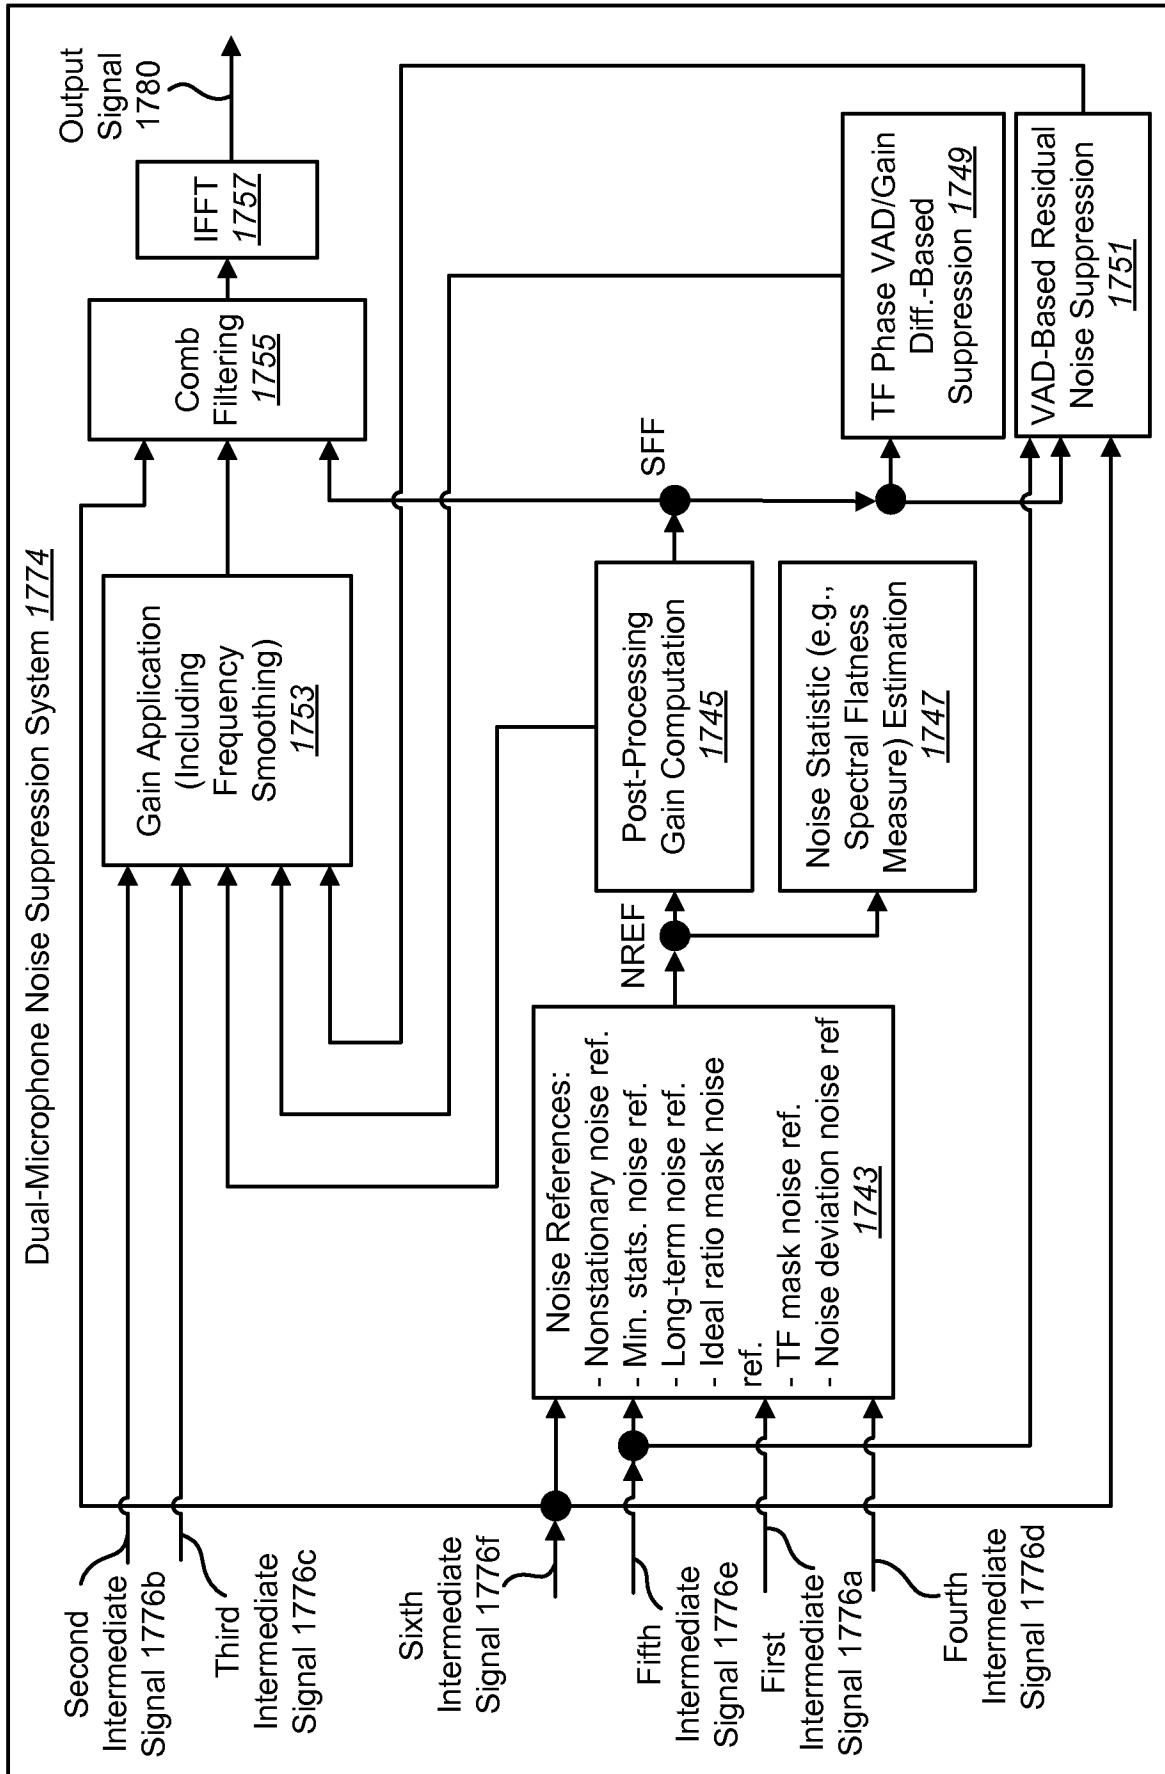 Dual-Microphone Noise Suppression System 1774
Second
Intermediate
Signal 1776b
Third
Intermediate
Signal 1776c
Sixth
Intermediate
Signal 1776f
Fifth
Intermediate
Signal 1776e
First
Intermediate
Signal 1776a
Fourth
Intermediate
Signal 1776d
Noise References:
- Nonstationary noise ref.
- Min. stats. noise ref.
- Long-term noise ref.
- Ideal ratio mask noise
ref.
- TF mask noise ref.
- Noise deviation noise ref
1743
NREF
Gain Application
(Including
Frequency
Smoothing)
1753
Post-Processing
Gain Computation
1745
Noise Statistic (e.g.,
Spectral Flatness
Measure) Estimation
1747
SFF
Comb
Filtering
1755
IFFT
1757
Output
Signal
1780
TF Phase VAD/Gain
Diff.-Based
Suppression 1749
VAD-Based Residual
Noise Suppression
1751